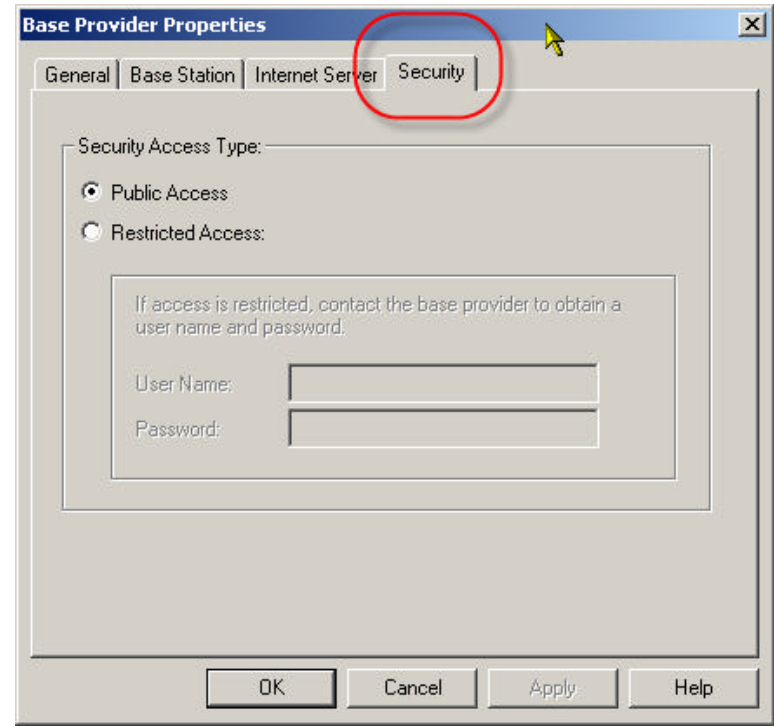 Base Provider Properties
General Base Station Internet Server Security
Security Access Type:
Public Access
Restricted Access:
If access is restricted, contact the base provider to obtain a
user name and password.
User Name:
Password:
OK Cancel Apply Help